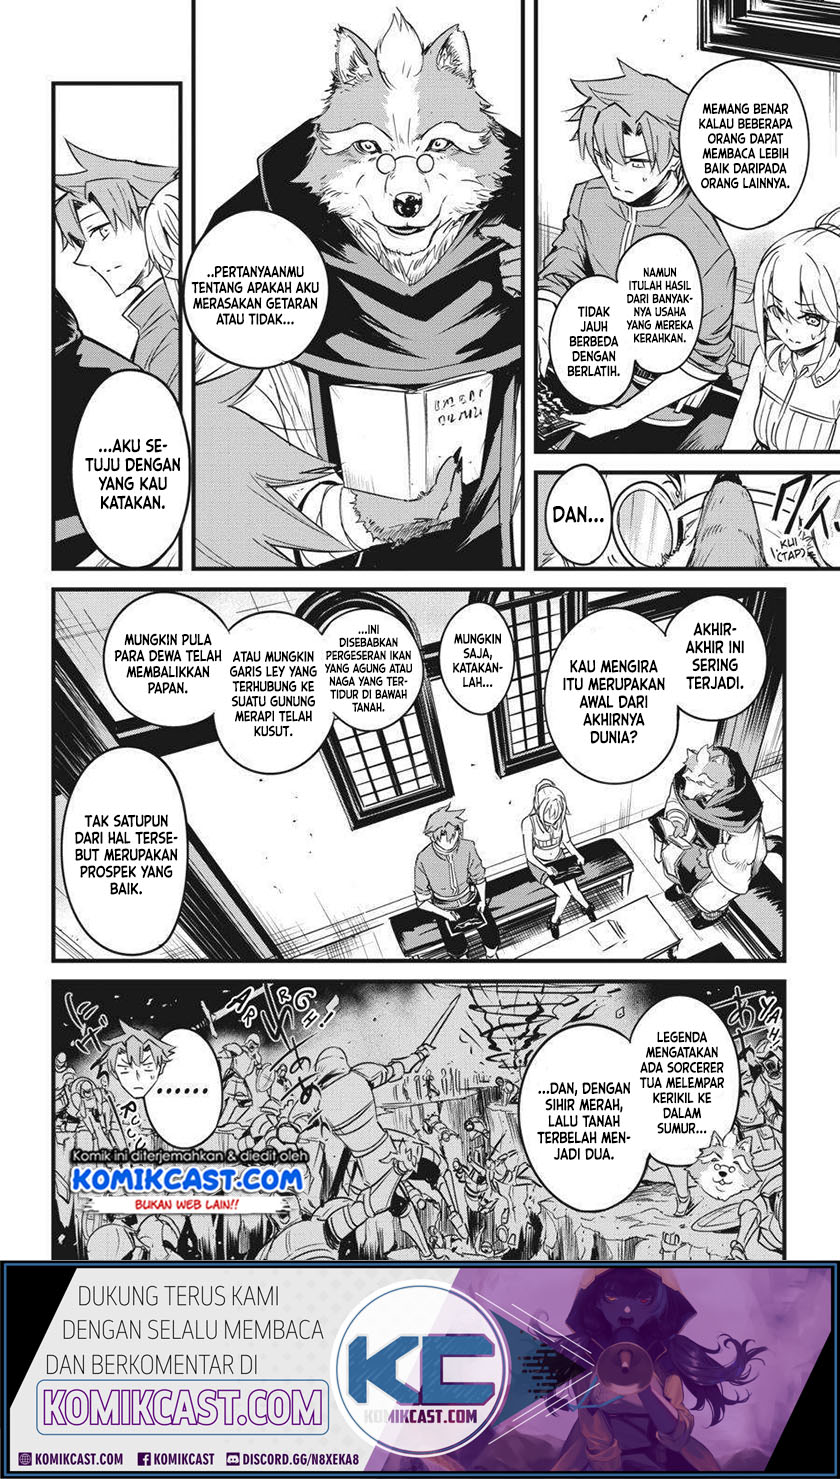 MEMANG BENAR
KALAU BEBERAPA
ORANG DAPAT
MEMBACA LEBIH
BAIK DARIPADA
ORANG LAINNYA.
NAMUN
ITULAH HASIL
DARI BANYAK-
NYA USAHA
YANG MEREKA
KERAHKAN.
TIDAK
JAUH
BERBEDA
DENGAN
BERLATIH.
KUI
(TAP)
DAN...
..PERTANYAANMU
TENTANG APAKAH AKU
MERASAKAN GETARAN
ATAU TIDAK...
...AKU SE-
TUJU DENGAN
YANG KAU
KATAKAN.
AKHIR-
AKHIR INI
SERING
TERJADI.
KAU MENGIRA
ITU MERUPAKAN
AWAL DARI
AKHIRNYA
DUNIA?
MUNGKIN
SAJA,
KATAKAN-
LAH...
...INI
DISEBABKAN
PERGESERAN IKAN
YANG AGUNG ATAU
NAGA YANG TER-
TIDUR DI BAWAH
TANAH.
ATAU MUNGKIN
GARIS LEY YANG
TERHUBUNG KE
SUATU GUNUNG
MERAPI TELAH
KUSUT.
MUNGKIN PULA
PARA DEWA TELAH
MEMBALIKKAN
PAPAN.
TAK SATUPUN
DARI HAL TERSE-
BUT MERUPAKAN
PROSPEK YANG
BAIK.
LEGENDA
MENGATAKAN
ADA SORCERER
TUA MELEMPAR
KERIKIL KE
DALAM
SUMUR...
...DAN, DENGAN
SIHIR MERAH,
LALU TANAH
TERBELAH MEN-
JADI DUA.
......
Komik ini diterjemahkan & diedit oleh
KOMIKCAST.COM
BUKAN WEB LAIN!!
DUKUNG TERUS KAMI
DENGAN SELALU MEMBACA
DAN BERKOMENTAR DI
KOMIKCAST.COM
KC
KOMIKCAST.COM
KOMIKCAST.COM KOMIKCAST DISCORD.GG/N8XEKA8